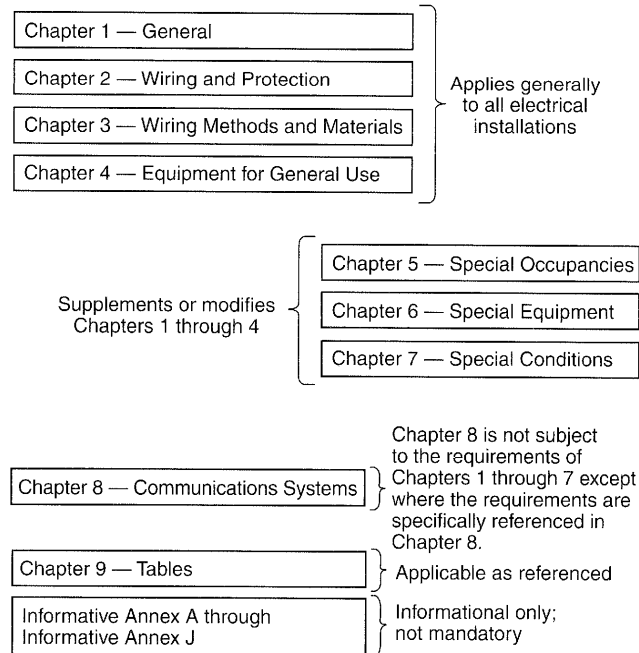 Chapter 1 — General
Chapter 2 — Wiring and Protection
Chapter 3 — Wiring Methods and Materials
Chapter 4 — Equipment for General Use
Applies generally
to all electrical
installations
Supplements or modifies
Chapters 1 through 4
Chapter 5 — Special Occupancies
Chapter 6 — Special Equipment
Chapter 7 — Special Conditions
Chapter 8 — Communications Systems
Chapter 8 is not subject
to the requirements of
Chapters 1 through 7 except
where the requirements are
specifically referenced in
Chapter 8.
Chapter 9 — Tables
Applicable as referenced
Informative Annex A through
Informative Annex J
Informational only;
not mandatory